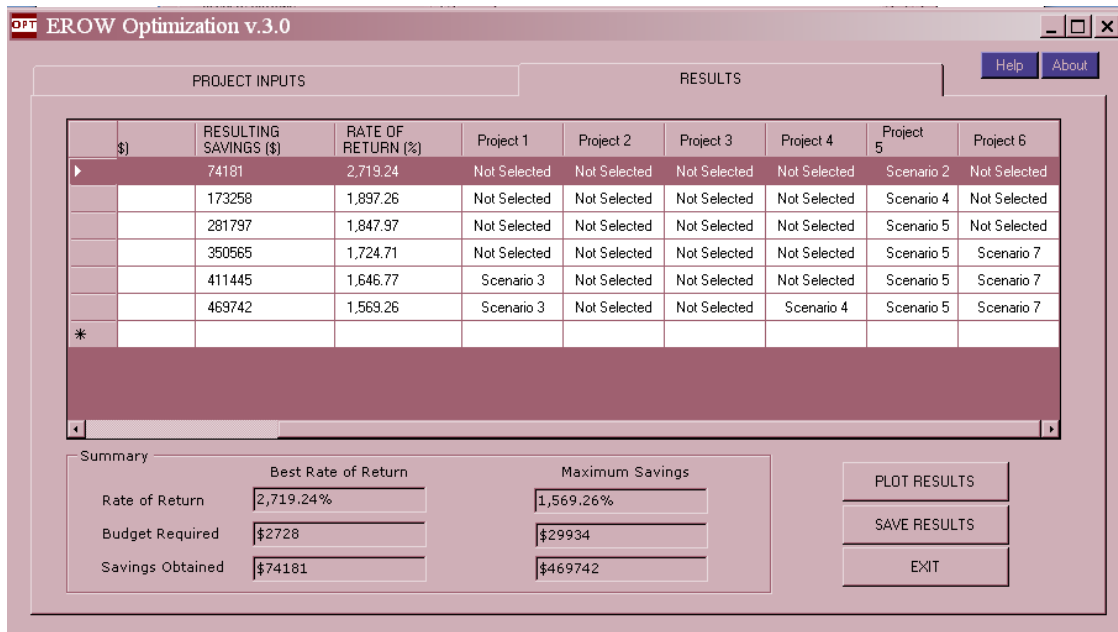 OPT EROW Optimization v.3.0
Help About
PROJECT INPUTS RESULTS
$) RESULTING SAVINGS ($) RATE OF RETURN (%) Project 1 Project 2 Project 3 Project 4 Project 5 Project 6
74181 2,719.24 Not Selected Not Selected Not Selected Not Selected Scenario 2 Not Selected
173258 1,897.26 Not Selected Not Selected Not Selected Not Selected Scenario 4 Not Selected
281797 1,847.97 Not Selected Not Selected Not Selected Not Selected Scenario 5 Not Selected
350565 1,724.71 Not Selected Not Selected Not Selected Not Selected Scenario 5 Scenario 7
411445 1,646.77 Scenario 3 Not Selected Not Selected Not Selected Scenario 5 Scenario 7
469742 1,569.26 Scenario 3 Not Selected Not Selected Scenario 4 Scenario 5 Scenario 7
*
Summary
Best Rate of Return Maximum Savings
Rate of Return 2,719.24% 1,569.26%
Budget Required $2728 $29934
Savings Obtained $74181 $469742
PLOT RESULTS
SAVE RESULTS
EXIT